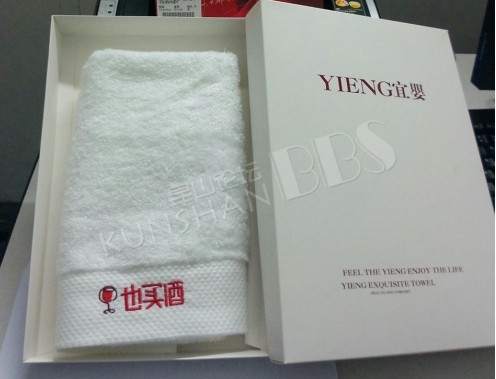 YIENG宜婴
FEEL THE YIENG ENJOY THE LIFE
YIENG EXQUISITE TOWEL
也买酒
昆山论坛
KUNSHAN BBS